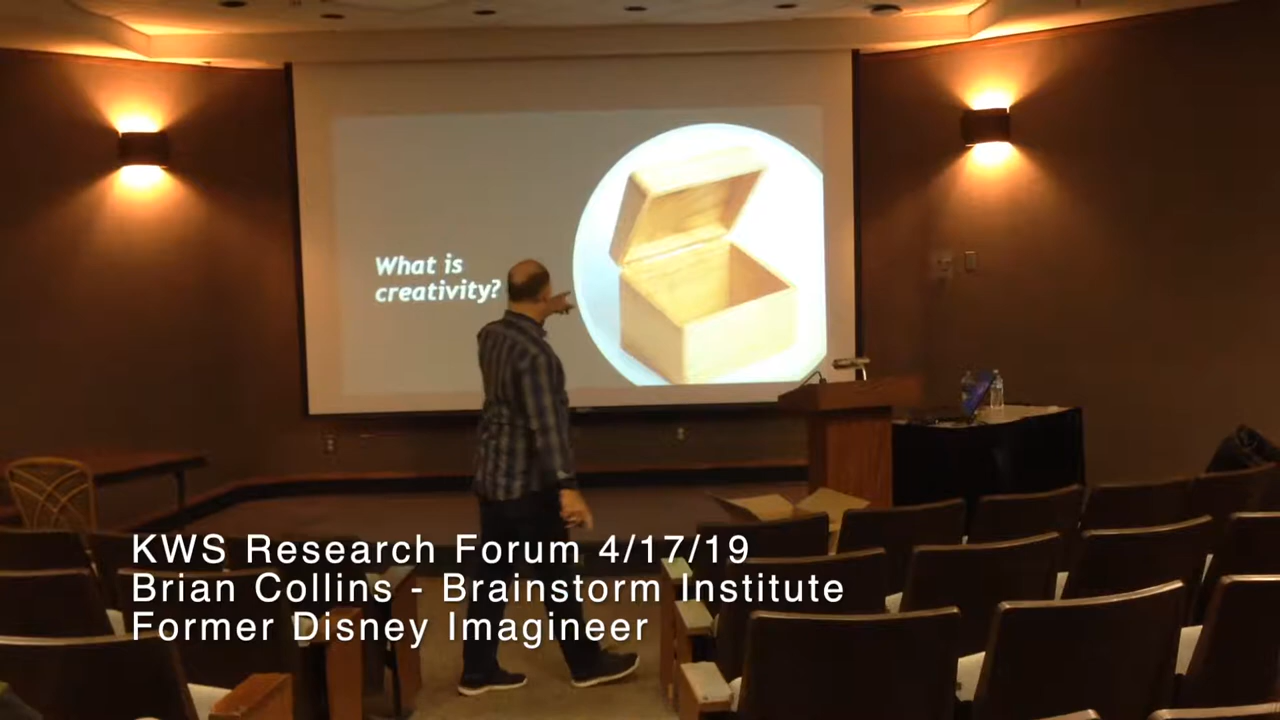 What is
creativity?
KWS Research Forum 4/17/19
Brian Collins - Brainstorm Institute
Former Disney Imagineer